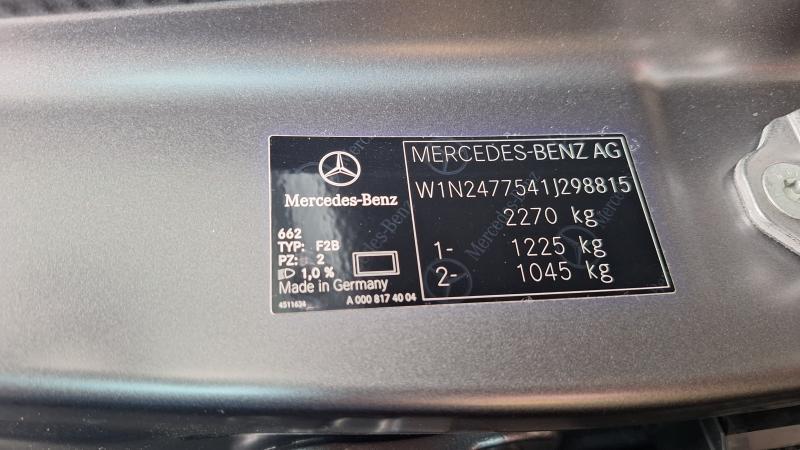 Mercedes-Benz
662
TYP: F2B
PZ: 2
1,0 %
Made in Germany
4511634
A 000 817 40 04
MERCEDES-BENZ AG
W1N2477541J298815
2270 kg
1- 1225 kg
2- 1045 kg